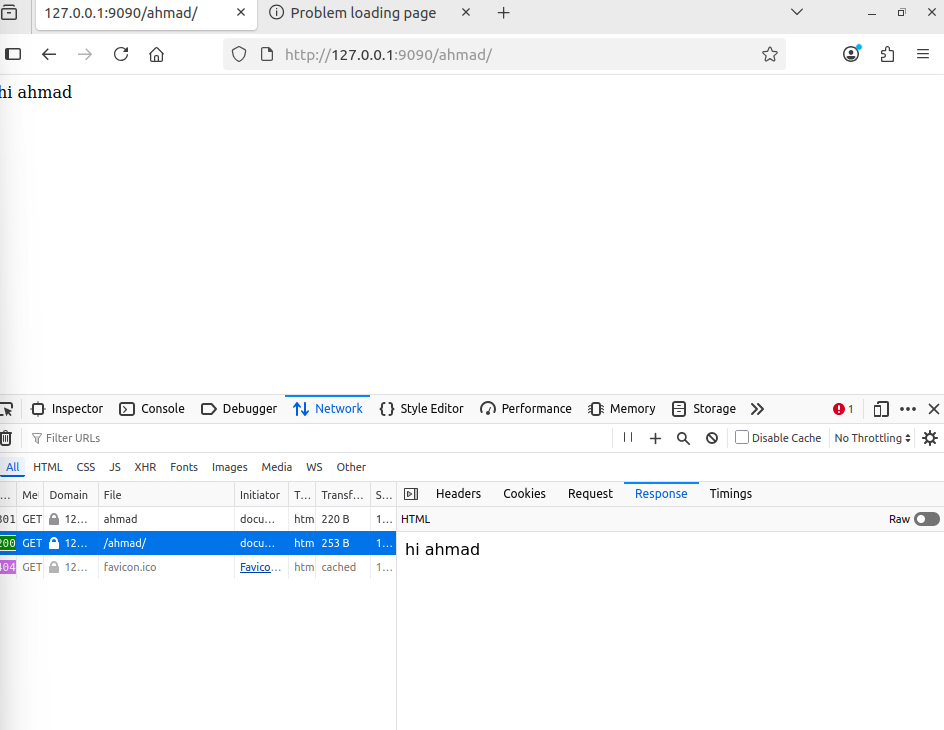 127.0.0.1:9090/ahmad/ Problem loading page
http://127.0.0.1:9090/ahmad/
hi ahmad
Inspector Console Debugger Network Style Editor Performance Memory Storage 1
Filter URLs Disable Cache No Throttling
All HTML CSS JS XHR Fonts Images Media WS Other
... Me Domain File Initiator T... Transf... S... Headers Cookies Request Response Timings
301 GET 12... ahmad docu... htm 220 B 1... HTML Raw
200 GET 12... /ahmad/ docu... htm 253 B 1... hi ahmad
404 GET 12... favicon.ico Favico... htm cached 1...